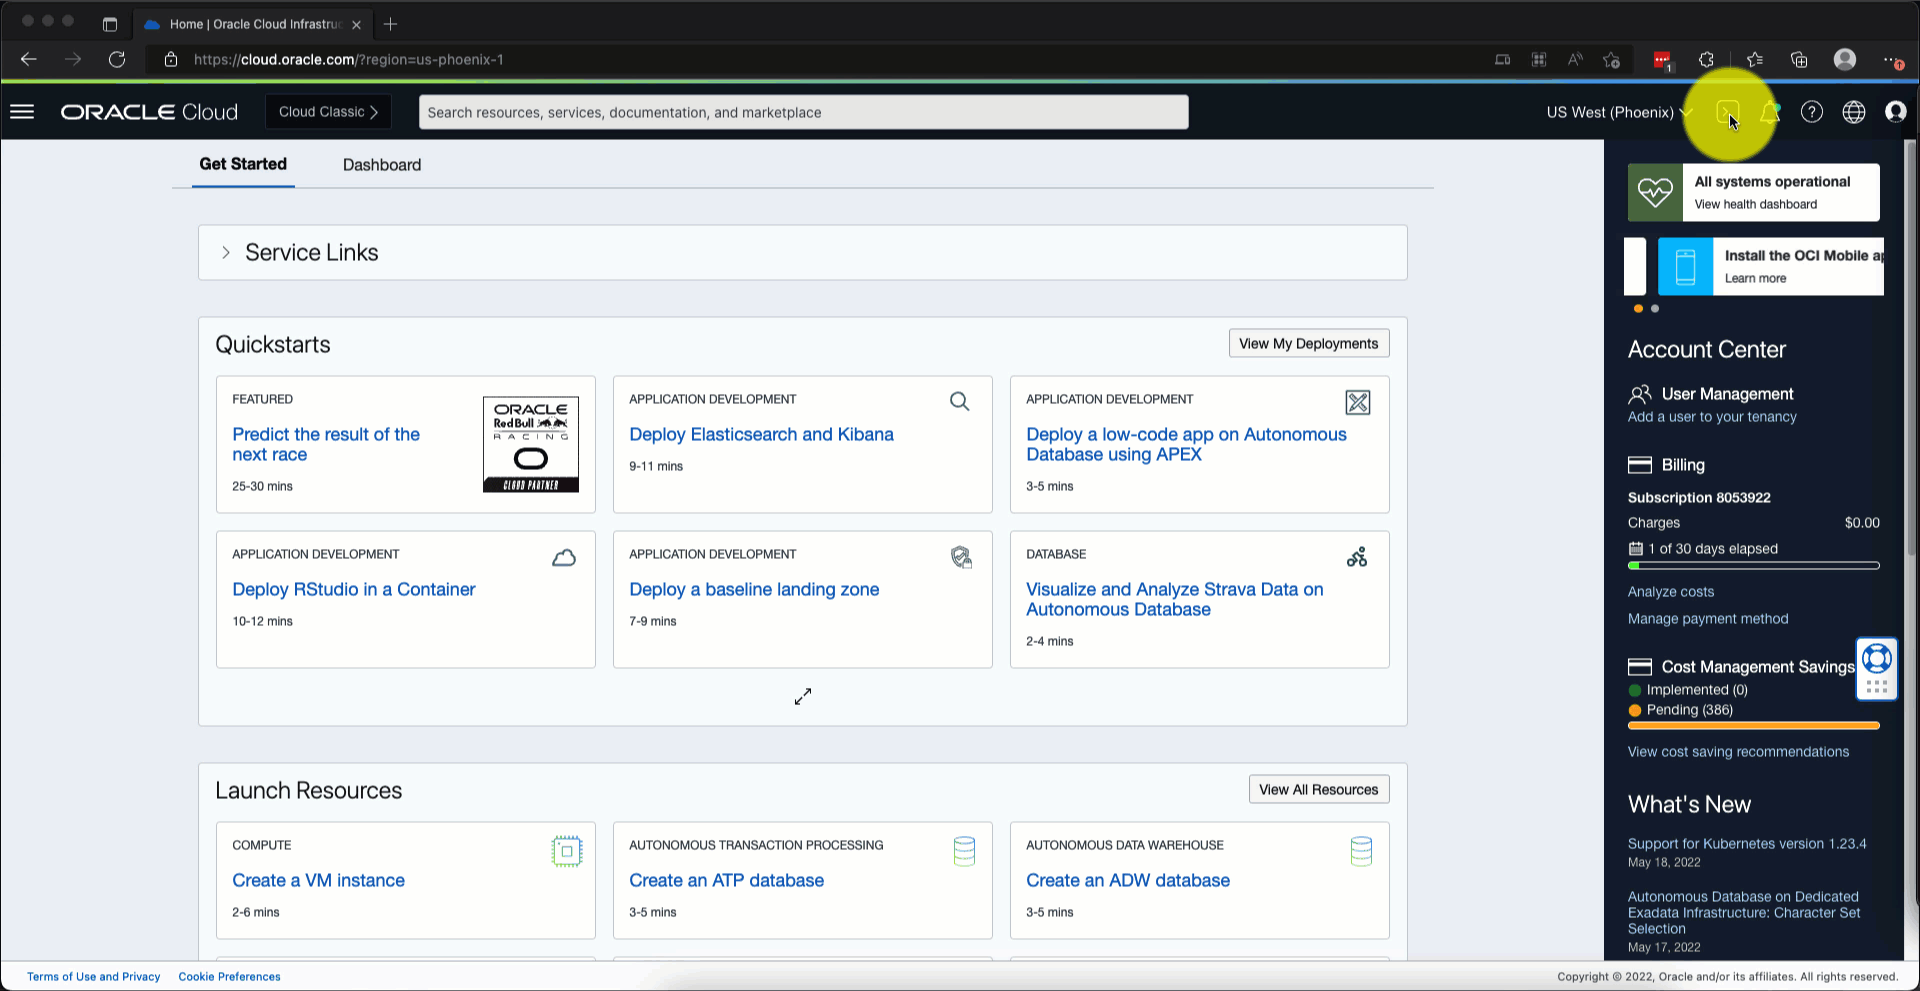 Home | Oracle Cloud Infrastruc
https://cloud.oracle.com/?region=us-phoenix-1
1
ORACLE Cloud
Cloud Classic
Search resources, services, documentation, and marketplace
US West (Phoenix)
Get Started
Dashboard
Service Links
Quickstarts
View My Deployments
FEATURED
Predict the result of the
next race
25-30 mins
ORACLE
Red Bull
RACING
CLOUD PARTNER
APPLICATION DEVELOPMENT
Deploy Elasticsearch and Kibana
9-11 mins
APPLICATION DEVELOPMENT
Deploy a low-code app on Autonomous
Database using APEX
3-5 mins
APPLICATION DEVELOPMENT
Deploy RStudio in a Container
10-12 mins
APPLICATION DEVELOPMENT
Deploy a baseline landing zone
7-9 mins
DATABASE
Visualize and Analyze Strava Data on
Autonomous Database
2-4 mins
Launch Resources
View All Resources
COMPUTE
Create a VM instance
2-6 mins
AUTONOMOUS TRANSACTION PROCESSING
Create an ATP database
3-5 mins
AUTONOMOUS DATA WAREHOUSE
Create an ADW database
3-5 mins
All systems operational
View health dashboard
Install the OCI Mobile ap
Learn more
Account Center
User Management
Add a user to your tenancy
Billing
Subscription 8053922
Charges $0.00
1 of 30 days elapsed
Analyze costs
Manage payment method
Cost Management Savings
Implemented (0)
Pending (386)
View cost saving recommendations
What's New
Support for Kubernetes version 1.23.4
May 18, 2022
Autonomous Database on Dedicated
Exadata Infrastructure: Character Set
Selection
May 17, 2022
Terms of Use and Privacy
Cookie Preferences
Copyright © 2022, Oracle and/or its affiliates. All rights reserved.